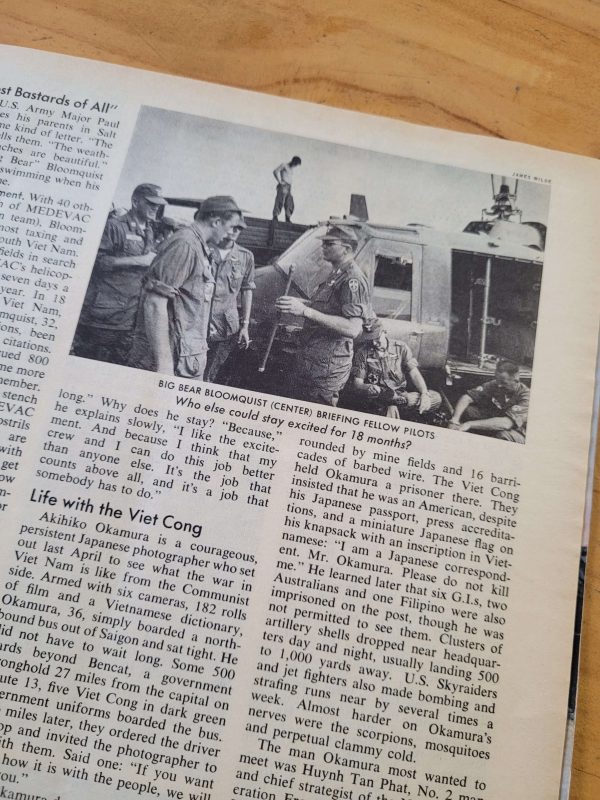 st Bastards of All"
U.S. Army Major Paul
es his parents in Salt
me kind of letter. "The
lls them. "The weath-
ches are beautiful."
g Bear" Bloomquist
swimming when his
ne.
ment. With 40 oth-
n of MEDEVAC
n team), Bloom-
most taxing and
outh Viet Nam.
fields in search
AC's helicop-
seven days a
year. In 18
Viet Nam,
mquist, 32,
ions, been
citations.
cued 800
me more
member.
stench
EVAC
ostrils
are
with
get
ow
m-
or
JAMES WILDE
BIG BEAR BLOOMQUIST (CENTER) BRIEFING FELLOW PILOTS
Who else could stay excited for 18 months?
long." Why does he stay? "Because,"
he explains slowly, "I like the excite-
ment. And because I think that my
crew and I can do this job better
than anyone else. It's the job that
counts above all, and it's a job that
somebody has to do."
Life with the Viet Cong
Akihiko Okamura is a courageous,
persistent Japanese photographer who set
out last April to see what the war in
Viet Nam is like from the Communist
side. Armed with six cameras, 182 rolls
of film and a Vietnamese dictionary,
Okamura, 36, simply boarded a north-
bound bus out of Saigon and sat tight. He
did not have to wait long. Some 500
ards beyond Bencat, a government
ronghold 27 miles from the capital on
ute 13, five Viet Cong in dark green
ernment uniforms boarded the bus.
miles later, they ordered the driver
op and invited the photographer to
ith them. Said one: "If you want
how it is with the people, we will
you."
kamura
rounded by mine fields and 16 barri-
cades of barbed wire. The Viet Cong
held Okamura a prisoner there. They
insisted that he was an American, despite
his Japanese passport, press accredita-
tions, and a miniature Japanese flag on
his knapsack with an inscription in Viet-
namese: "I am a Japanese correspond-
ent. Mr. Okamura. Please do not kill
me." He learned later that six G.I.s, two
Australians and one Filipino were also
imprisoned on the post, though he was
not permitted to see them. Clusters of
artillery shells dropped near headquar-
ters day and night, usually landing 500
to 1,000 yards away. U.S. Skyraiders
and jet fighters also made bombing and
strafing runs near by several times a
week. Almost harder on Okamura's
nerves were the scorpions, mosquitoes
and perpetual clammy cold.
The man Okamura most wanted to
meet was Huynh Tan Phat, No. 2 man
and chief strategist of the
eration